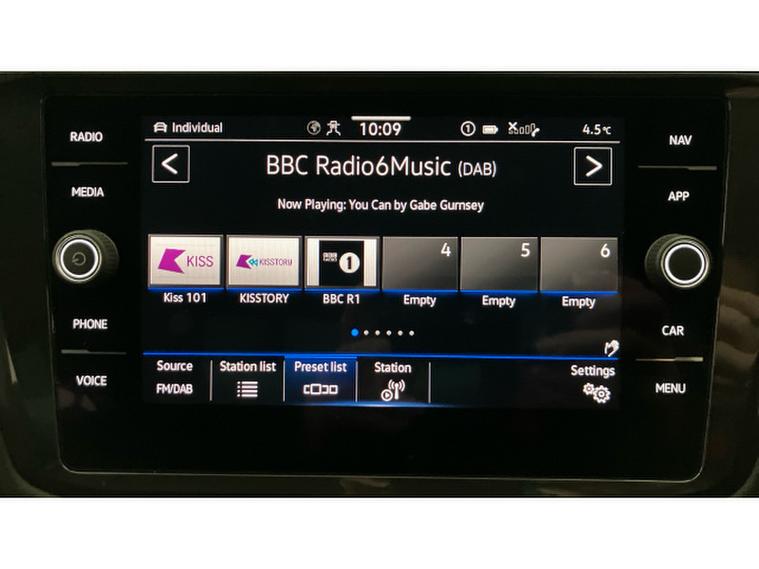 RADIO
MEDIA
PHONE
VOICE
Individual 10:09 1 4.5°C
< BBC Radio6Music (DAB) >
Now Playing: You Can by Gabe Gurnsey
KISS KISSTORY BBC RADIO 1 4 5 6
Kiss 101 KISSTORY BBC R1 Empty Empty Empty
Source Station list Preset list Station Settings
FM/DAB
NAV
APP
CAR
MENU